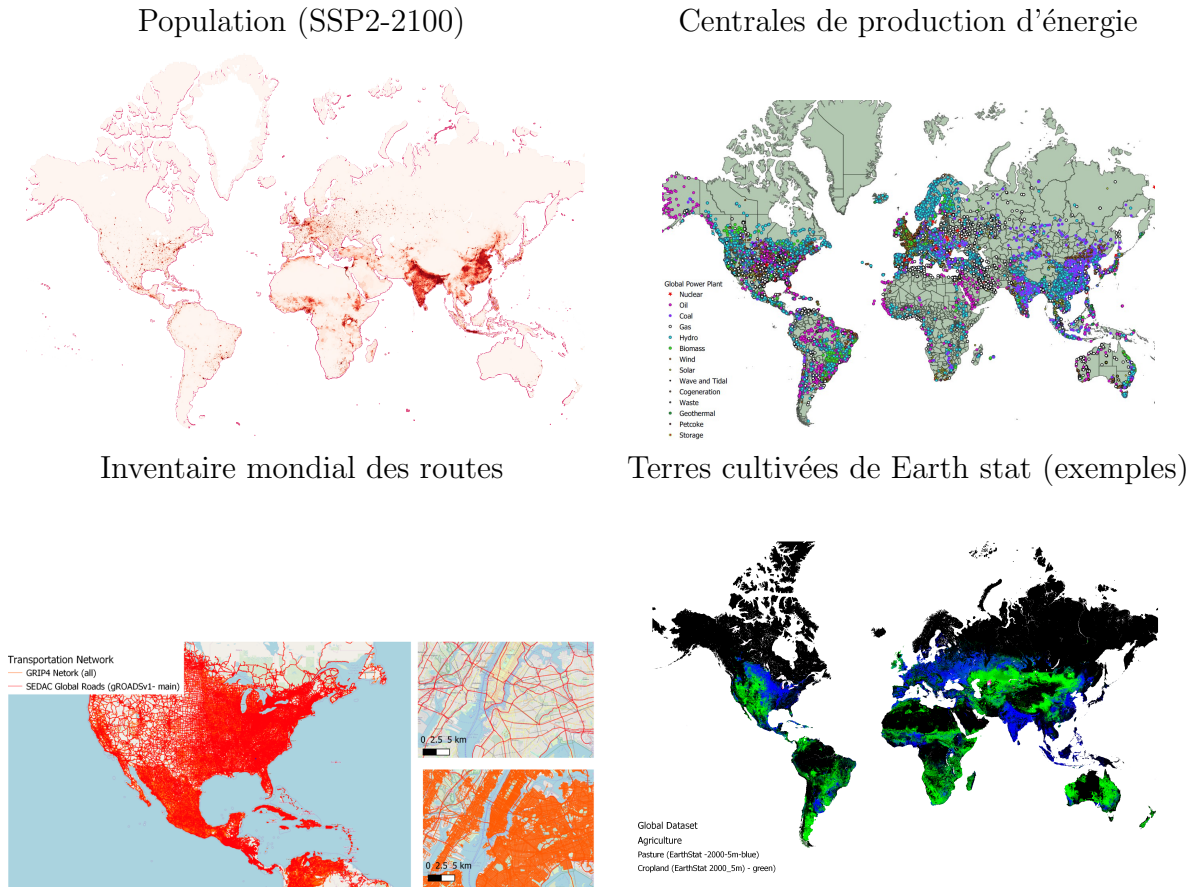 Population (SSP2-2100)
Centrales de production d'énergie
Global Power Plant
Nuclear
Oil
Coal
Gas
Hydro
Biomass
Wind
Solar
Wave and Tidal
Cogeneration
Waste
Geothermal
Petcoke
Storage
Inventaire mondial des routes
Terres cultivées de Earth stat (exemples)
Transportation Network
GRIP4 Netork (all)
SEDAC Global Roads (gROADSv1- main)
0 2.5 5 km
0 2.5 5 km
Global Dataset
Agriculture
Pasture (EarthStat -2000-5m-blue)
Cropland (EarthStat 2000_5m) - green)